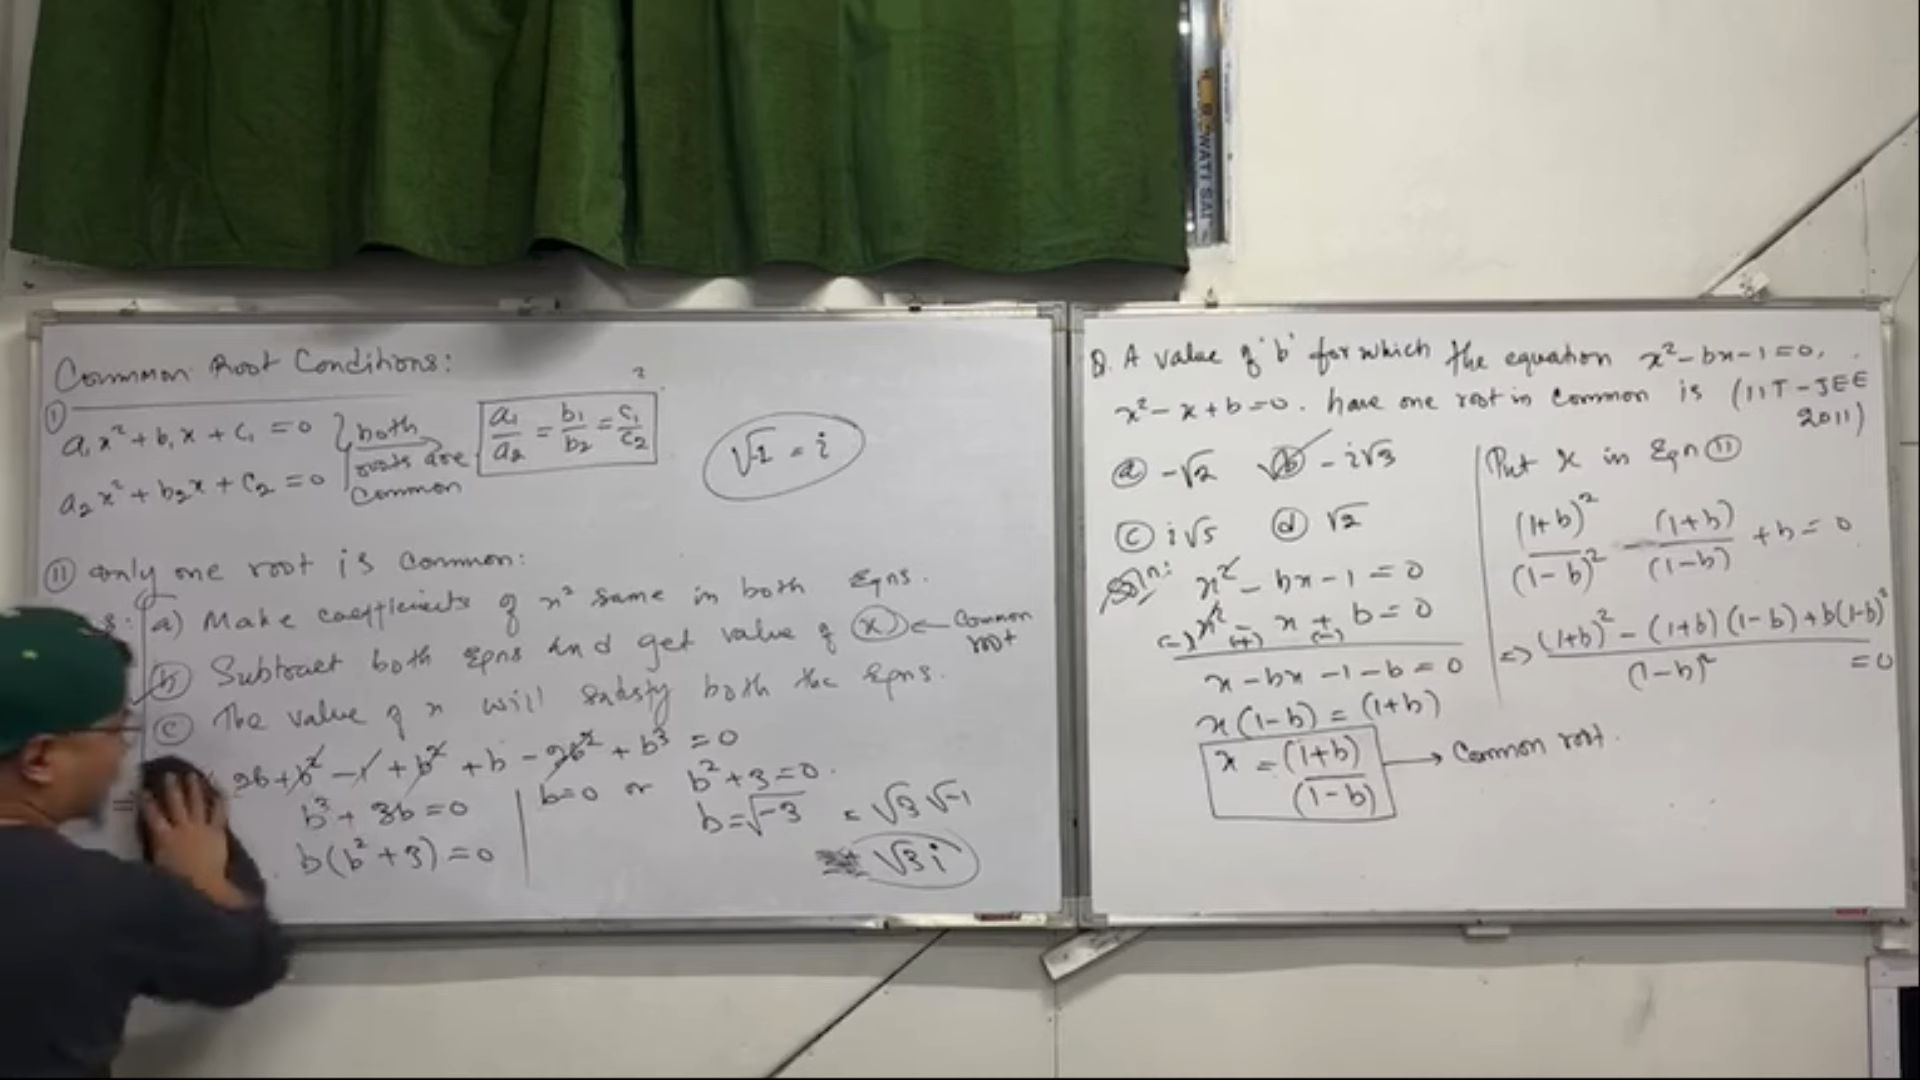 Common Root Conditions:
① a₁x² + b₁x + c₁ = 0 } both roots are common
a₂x² + b₂x + c₂ = 0
a₁/a₂ = b₁/b₂ = c₁/c₂
√-1 = i
⑪ Only one root is common:
a) Make coefficients of x² same in both Eqns.
ⓑ Subtract both Eqns and get value of ⓧ ← Common root
ⓒ The value of x will satisfy both the Eqns.
2b + b² - 1 + b² + b - 2b² + b³ = 0
b³ + 3b = 0
b(b² + 3) = 0
b = 0 or b² + 3 = 0.
b = √-3 = √3 √-1
√3 i
Q. A value of 'b' for which the equation x² - bx - 1 = 0,
x² - x + b = 0. have one root in common is (IIT - JEE
2011)
ⓐ -√2 ⓑ - i√3
ⓒ i√5 ⓓ √2
Soln: x² - bx - 1 = 0
(-) x² - (+) x + (-) b = 0
x - bx - 1 - b = 0
x(1-b) = (1+b)
x = (1+b)/(1-b) → Common root.
Put x in Eqn ⑪
(1+b)²/(1-b)² - (1+b)/(1-b) + b = 0
=> ((1+b)² - (1+b)(1-b) + b(1-b)²)/(1-b)² = 0